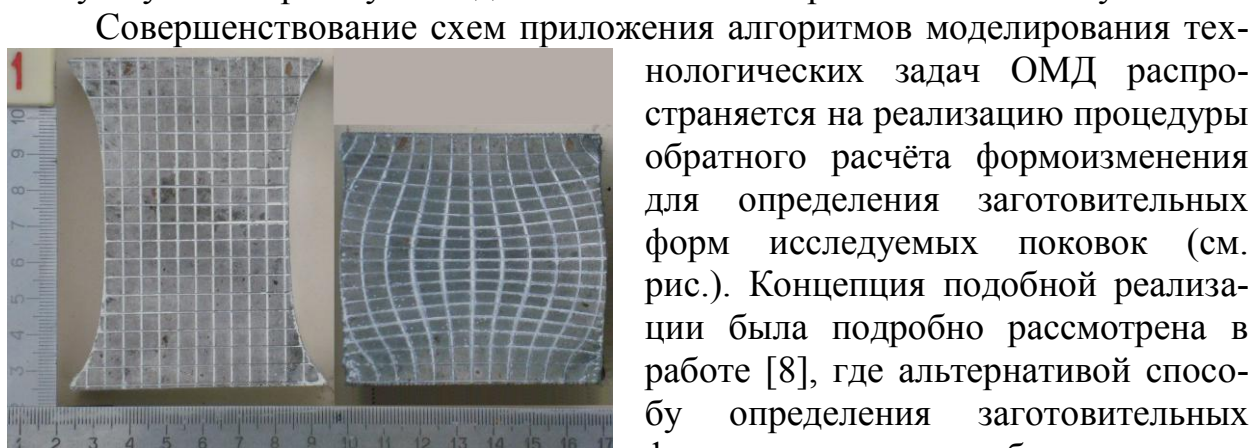 Совершенствование схем приложения алгоритмов моделирования тех-
нологических задач ОМД распро-
страняется на реализацию процедуры
обратного расчёта формоизменения
для определения заготовительных
форм исследуемых поковок (см.
рис.). Концепция подобной реализа-
ции была подробно рассмотрена в
работе [8], где альтернативой спосо-
бу определения заготовительных
1
10
9
8
7
6
5
4
3
1 2 3 4 5 6 7 8 9 10 11 12 13 14 15 16 17